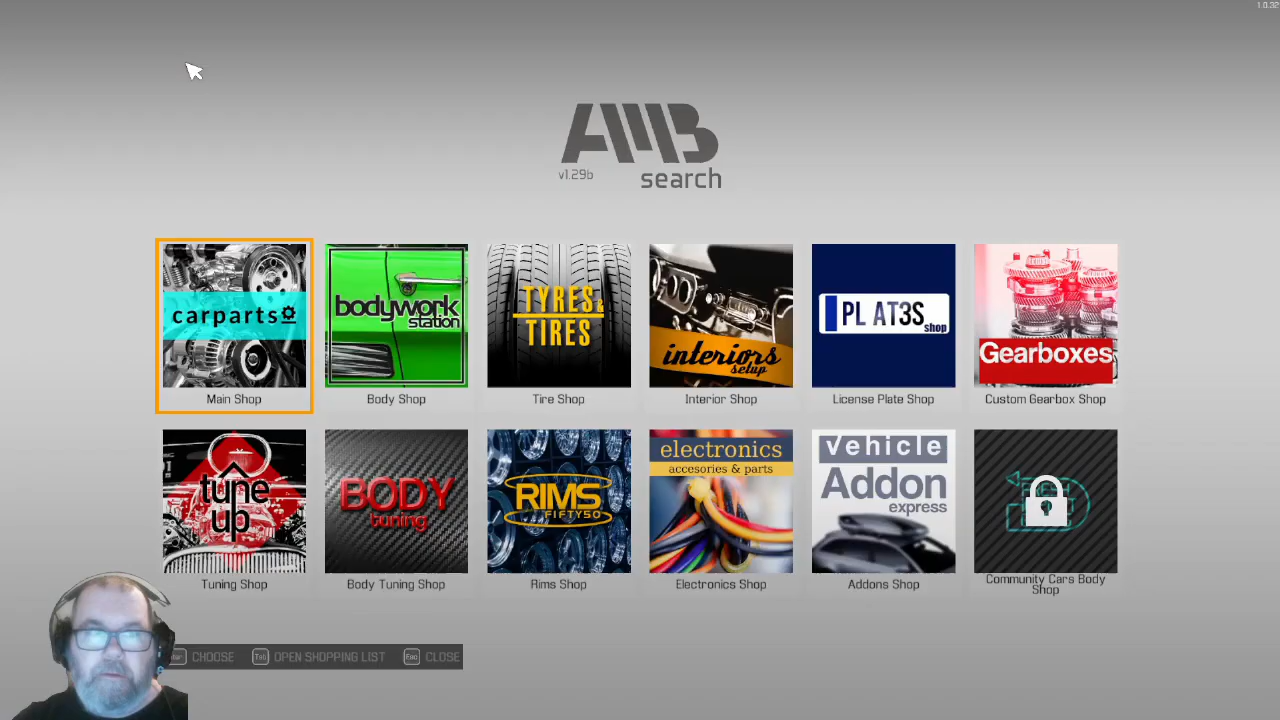 1.0.32
AMB
v1.29b search
carparts
Main Shop
bodywork
station
Body Shop
TYRES &
TIRES
Tire Shop
interiors
setup
Interior Shop
PL AT3S
shop
License Plate Shop
Gearboxes
Custom Gearbox Shop
tune
up
Tuning Shop
BODY
tuning
Body Tuning Shop
RIMS
FIFTY50
Rims Shop
electronics
accesories & parts
Electronics Shop
vehicle
Addon
express
Addons Shop
Community Cars Body
Shop
CHOOSE Tab OPEN SHOPPING LIST Esc CLOSE